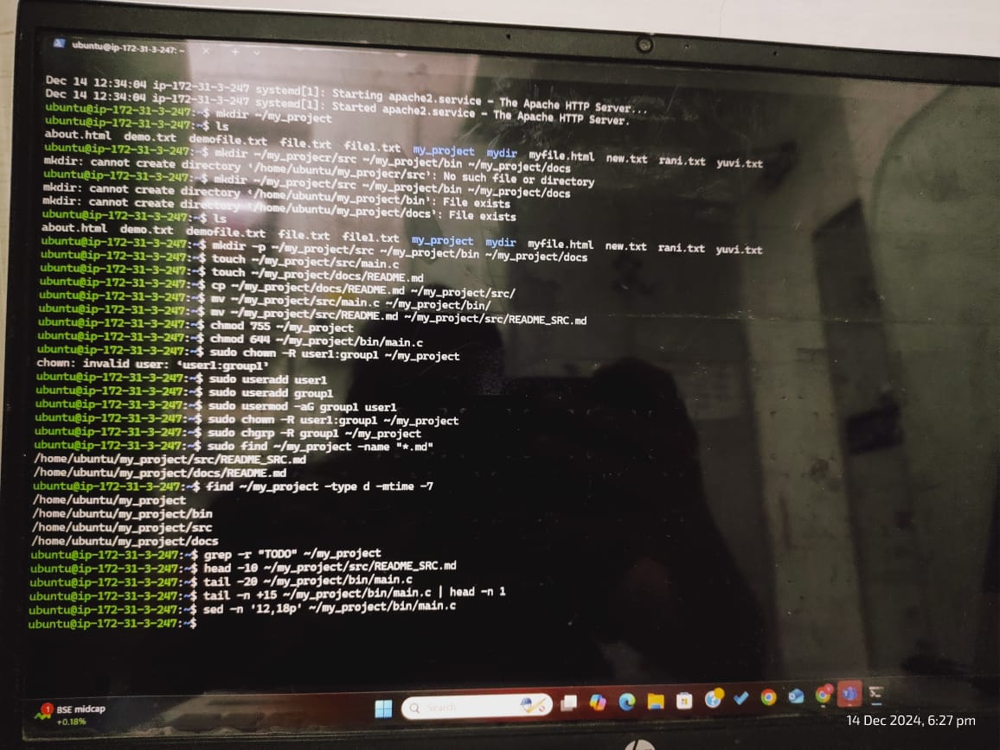 ubuntu@ip-172-31-3-247: ~
Dec 14 12:34:04 ip-172-31-3-247 systemd[1]: Starting apache2.service - The Apache HTTP Server...
Dec 14 12:34:04 ip-172-31-3-247 systemd[1]: Started apache2.service - The Apache HTTP Server.
ubuntu@ip-172-31-3-247:~$ mkdir ~/my_project
ubuntu@ip-172-31-3-247:~$ ls
about.html demo.txt demofile.txt file.txt file1.txt my_project mydir myfile.html new.txt rani.txt yuvi.txt
ubuntu@ip-172-31-3-247:~$ mkdir ~/my_projecr/src ~/my_project/bin ~/my_project/docs
mkdir: cannot create directory ‘/home/ubuntu/my_projecr/src’: No such file or directory
ubuntu@ip-172-31-3-247:~$ mkdir ~/my_project/src ~/my_project/bin ~/my_project/docs
mkdir: cannot create directory ‘/home/ubuntu/my_project/bin’: File exists
mkdir: cannot create directory ‘/home/ubuntu/my_project/docs’: File exists
ubuntu@ip-172-31-3-247:~$ ls
about.html demo.txt demofile.txt file.txt file1.txt my_project mydir myfile.html new.txt rani.txt yuvi.txt
ubuntu@ip-172-31-3-247:~$ mkdir -p ~/my_project/src ~/my_project/bin ~/my_project/docs
ubuntu@ip-172-31-3-247:~$ touch ~/my_project/src/main.c
ubuntu@ip-172-31-3-247:~$ touch ~/my_project/docs/README.md
ubuntu@ip-172-31-3-247:~$ cp ~/my_project/docs/README.md ~/my_project/src/
ubuntu@ip-172-31-3-247:~$ mv ~/my_project/src/main.c ~/my_project/bin/
ubuntu@ip-172-31-3-247:~$ mv ~/my_project/src/README.md ~/my_project/src/README_SRC.md
ubuntu@ip-172-31-3-247:~$ chmod 755 ~/my_project
ubuntu@ip-172-31-3-247:~$ chmod 644 ~/my_project/bin/main.c
ubuntu@ip-172-31-3-247:~$ sudo chown -R user1:group1 ~/my_project
chown: invalid user: ‘user1:group1’
ubuntu@ip-172-31-3-247:~$ sudo useradd user1
ubuntu@ip-172-31-3-247:~$ sudo useradd group1
ubuntu@ip-172-31-3-247:~$ sudo usermod -aG group1 user1
ubuntu@ip-172-31-3-247:~$ sudo chown -R user1:group1 ~/my_project
ubuntu@ip-172-31-3-247:~$ sudo chgrp -R group1 ~/my_project
ubuntu@ip-172-31-3-247:~$ sudo find ~/my_project -name "*.md"
/home/ubuntu/my_project/src/README_SRC.md
/home/ubuntu/my_project/docs/README.md
ubuntu@ip-172-31-3-247:~$ find ~/my_project -type d -mtime -7
/home/ubuntu/my_project
/home/ubuntu/my_project/bin
/home/ubuntu/my_project/src
/home/ubuntu/my_project/docs
ubuntu@ip-172-31-3-247:~$ grep -r "TODO" ~/my_project
ubuntu@ip-172-31-3-247:~$ head -10 ~/my_project/src/README_SRC.md
ubuntu@ip-172-31-3-247:~$ tail -20 ~/my_project/bin/main.c
ubuntu@ip-172-31-3-247:~$ tail -n +15 ~/my_project/bin/main.c | head -n 1
ubuntu@ip-172-31-3-247:~$ sed -n '12,18p' ~/my_project/bin/main.c
ubuntu@ip-172-31-3-247:~$
1
BSE midcap
+0.18%
Search
14 Dec 2024, 6:27 pm